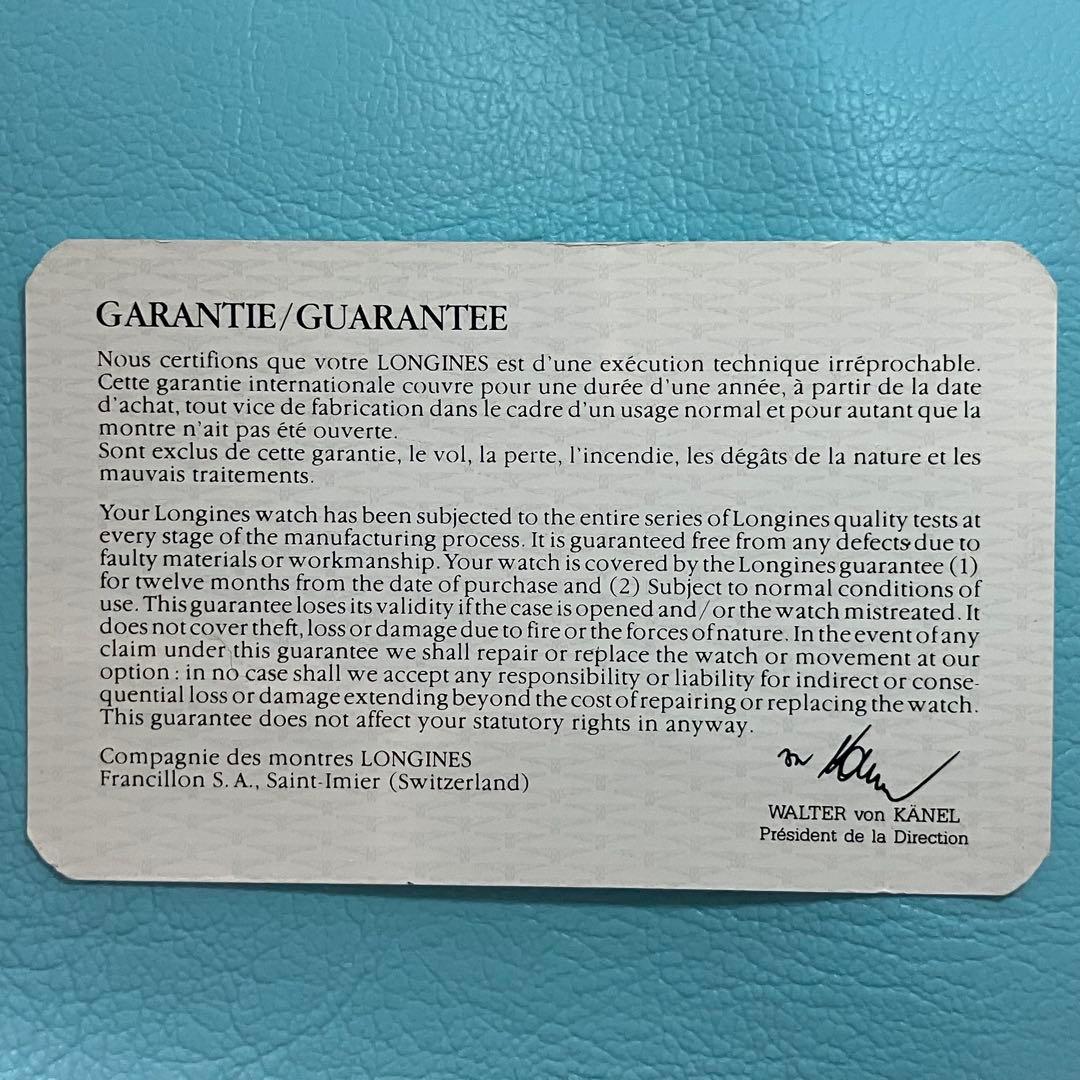 GARANTIE/GUARANTEE
Nous certifions que votre LONGINES est d'une exécution technique irréprochable.
Cette garantie internationale couvre pour une durée d'une année, à partir de la date
d'achat, tout vice de fabrication dans le cadre d'un usage normal et pour autant que la
montre n'ait pas été ouverte.
Sont exclus de cette garantie, le vol, la perte, l'incendie, les dégâts de la nature et les
mauvais traitements.
Your Longines watch has been subjected to the entire series of Longines quality tests at
every stage of the manufacturing process. It is guaranteed free from any defects due to
faulty materials or workmanship. Your watch is covered by the Longines guarantee (1)
for twelve months from the date of purchase and (2) Subject to normal conditions of
use. This guarantee loses its validity if the case is opened and/or the watch mistreated. It
does not cover theft, loss or damage due to fire or the forces of nature. In the event of any
claim under this guarantee we shall repair or replace the watch or movement at our
option : in no case shall we accept any responsibility or liability for indirect or conse-
quential loss or damage extending beyond the cost of repairing or replacing the watch.
This guarantee does not affect your statutory rights in anyway.
Compagnie des montres LONGINES
Francillon S.A., Saint-Imier (Switzerland)
WALTER von KÄNEL
Président de la Direction